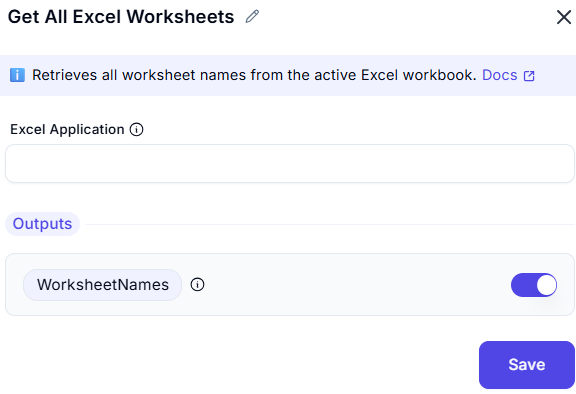 Get All Excel Worksheets
Retrieves all worksheet names from the active Excel workbook. Docs
Excel Application
Outputs
WorksheetNames
Save